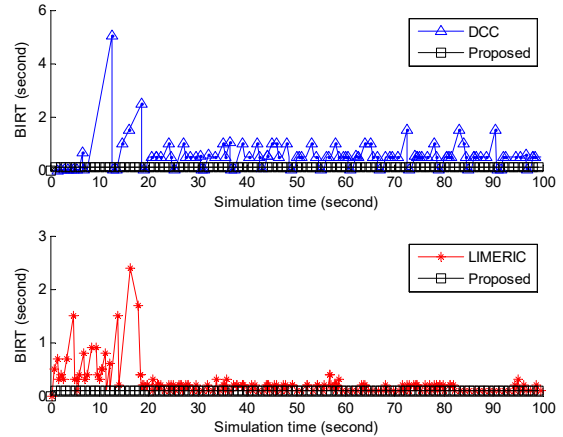 6
4
2
0
BIRT (second)
DCC
Proposed
0 10 20 30 40 50 60 70 80 90 100
Simulation time (second)
3
2
1
0
BIRT (second)
LIMERIC
Proposed
0 10 20 30 40 50 60 70 80 90 100
Simulation time (second)